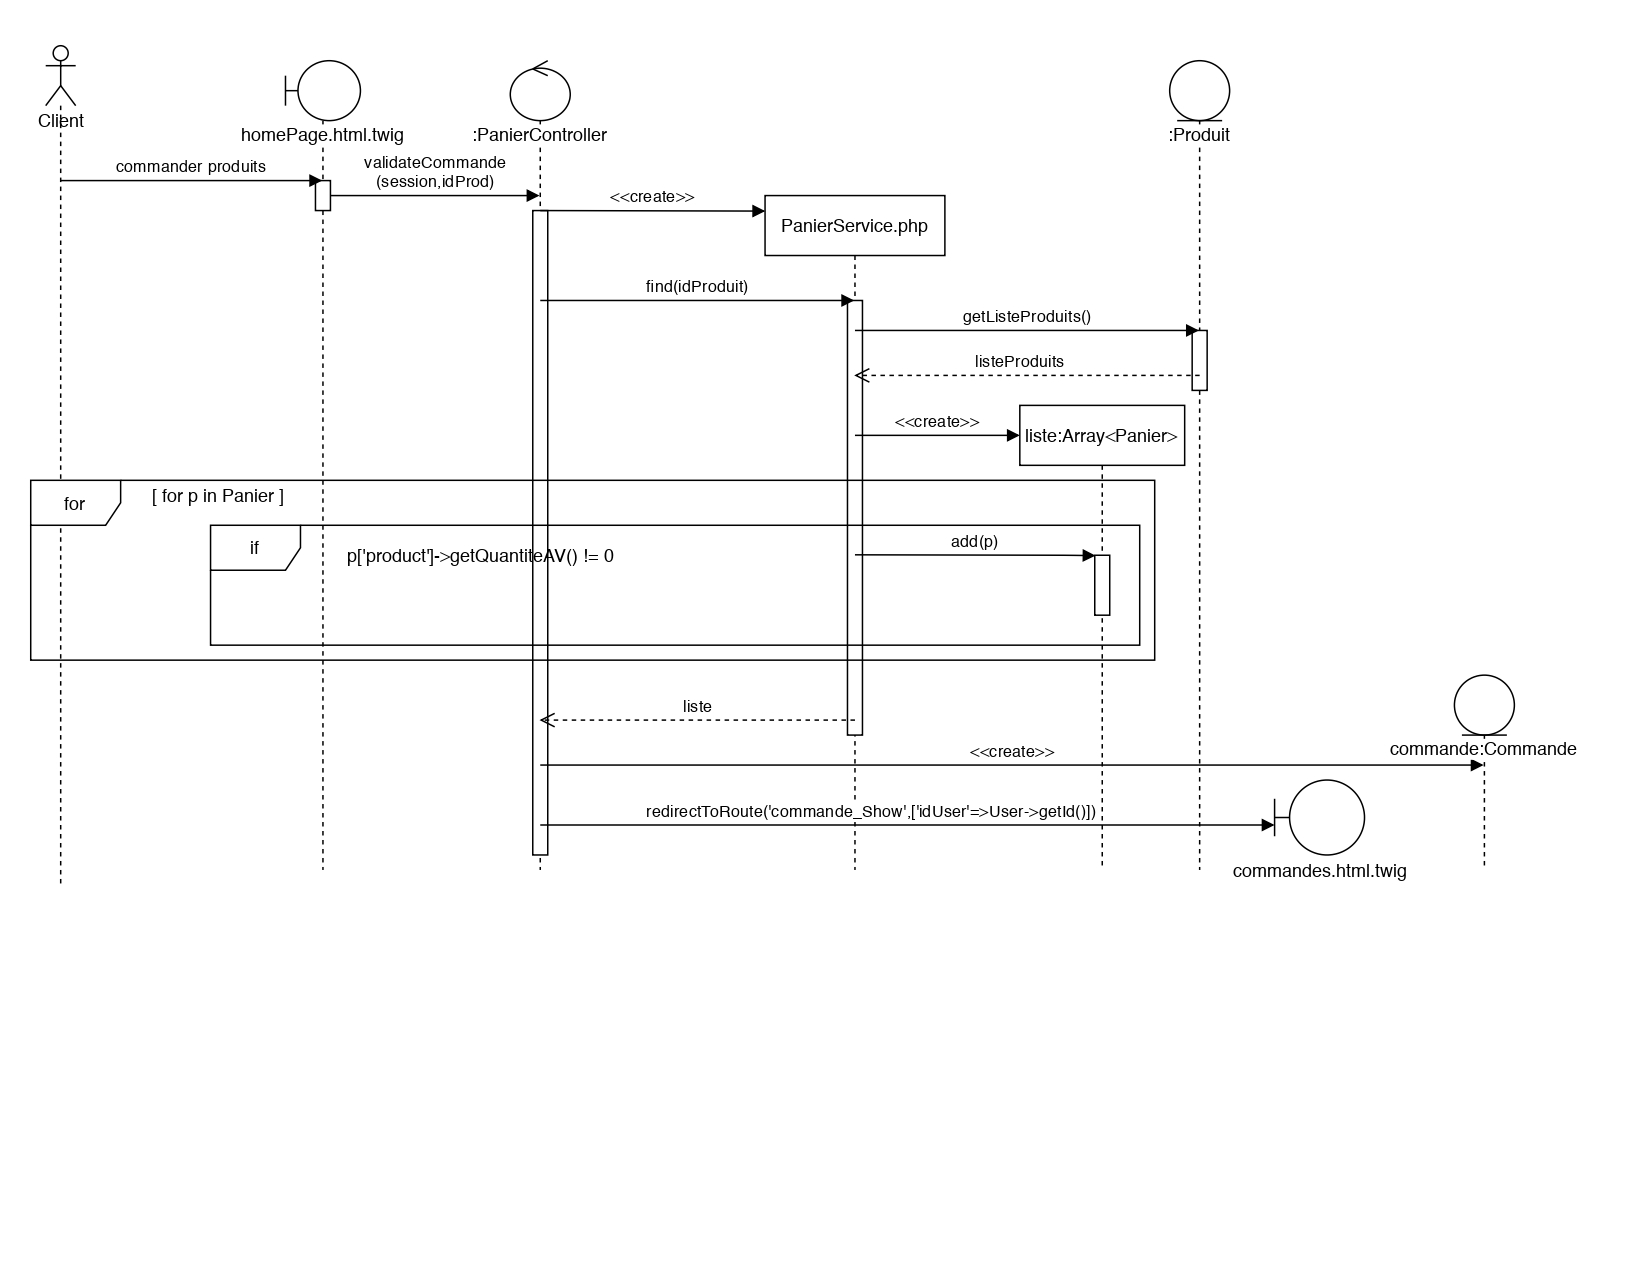 Client
homePage.html.twig
:PanierController
:Produit
commander produits
validateCommande
(session,idProd)
<<create>>
PanierService.php
find(idProduit)
getListeProduits()
listeProduits
<<create>>
liste:Array<Panier>
for
[ for p in Panier ]
if
p['product']->getQuantiteAV() != 0
add(p)
liste
<<create>>
commande:Commande
redirectToRoute('commande_Show',['idUser'=>User->getId()])
commandes.html.twig